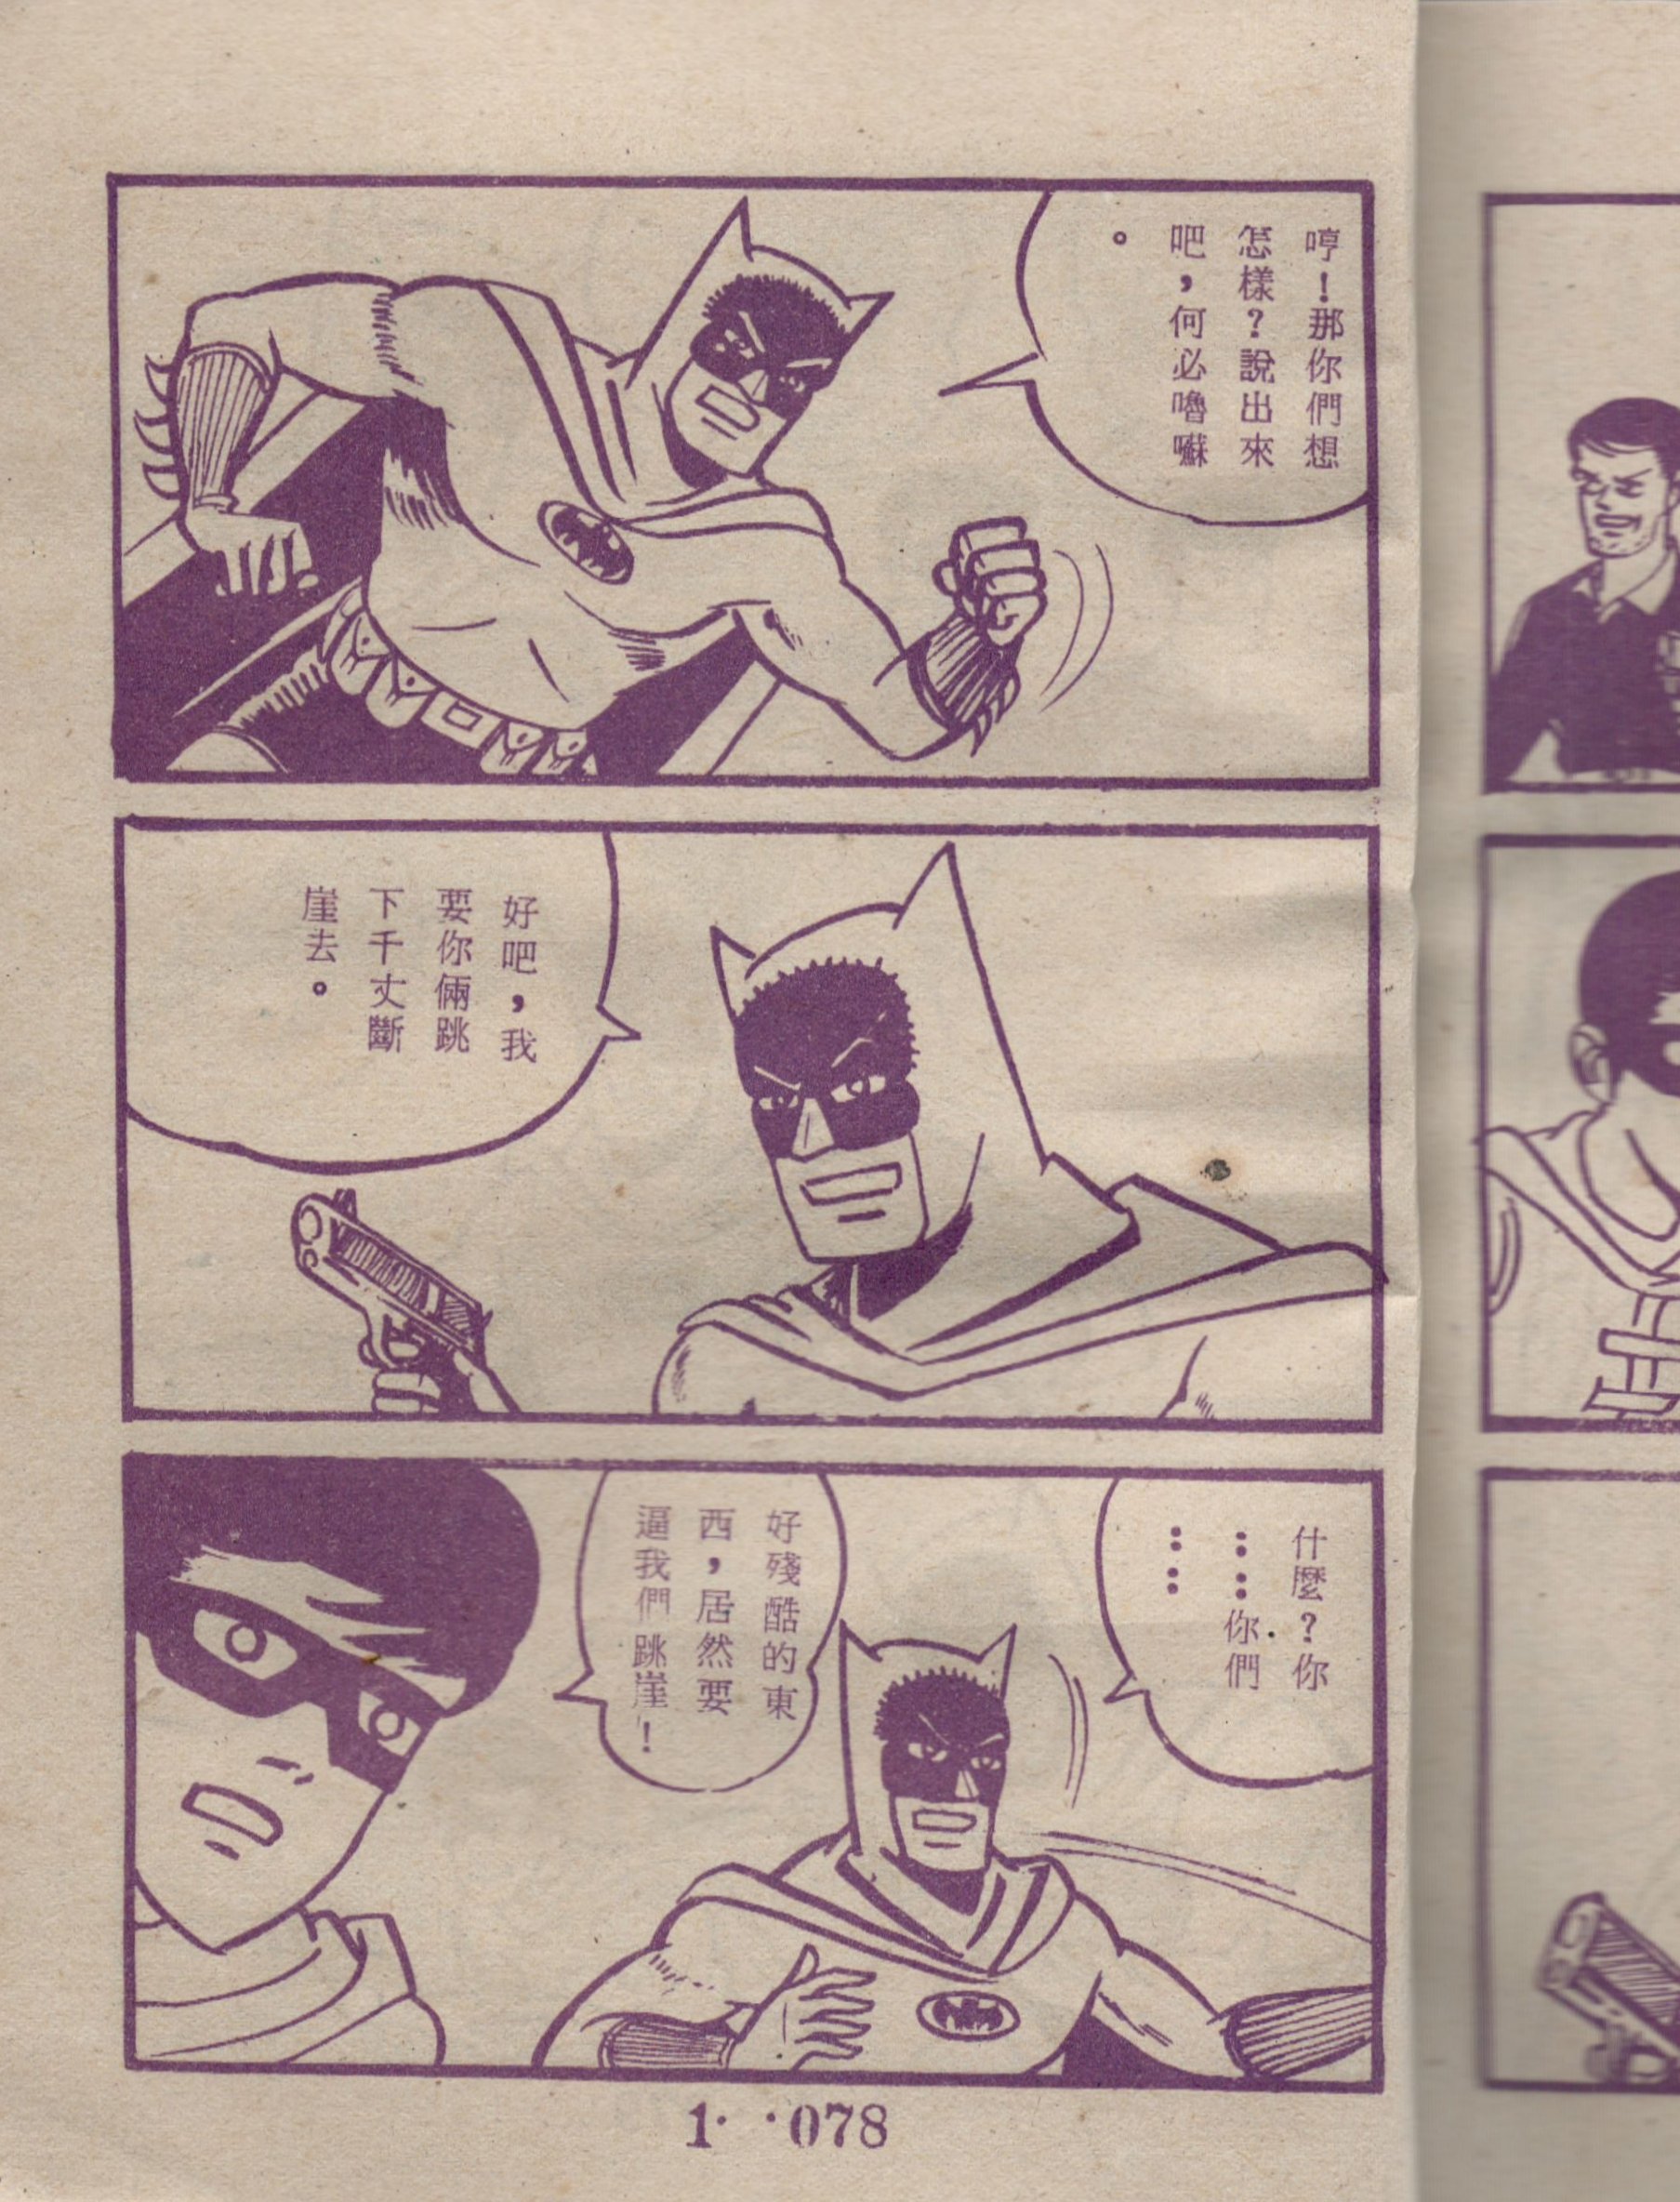 哼！那你們想
怎樣？說出來
吧，何必嚕囌
。
好吧，我
要你倆跳
下千丈斷
崖去。
什麼？你
……你們
……
好殘酷的東
西，居然要
逼我們跳崖！
1··078